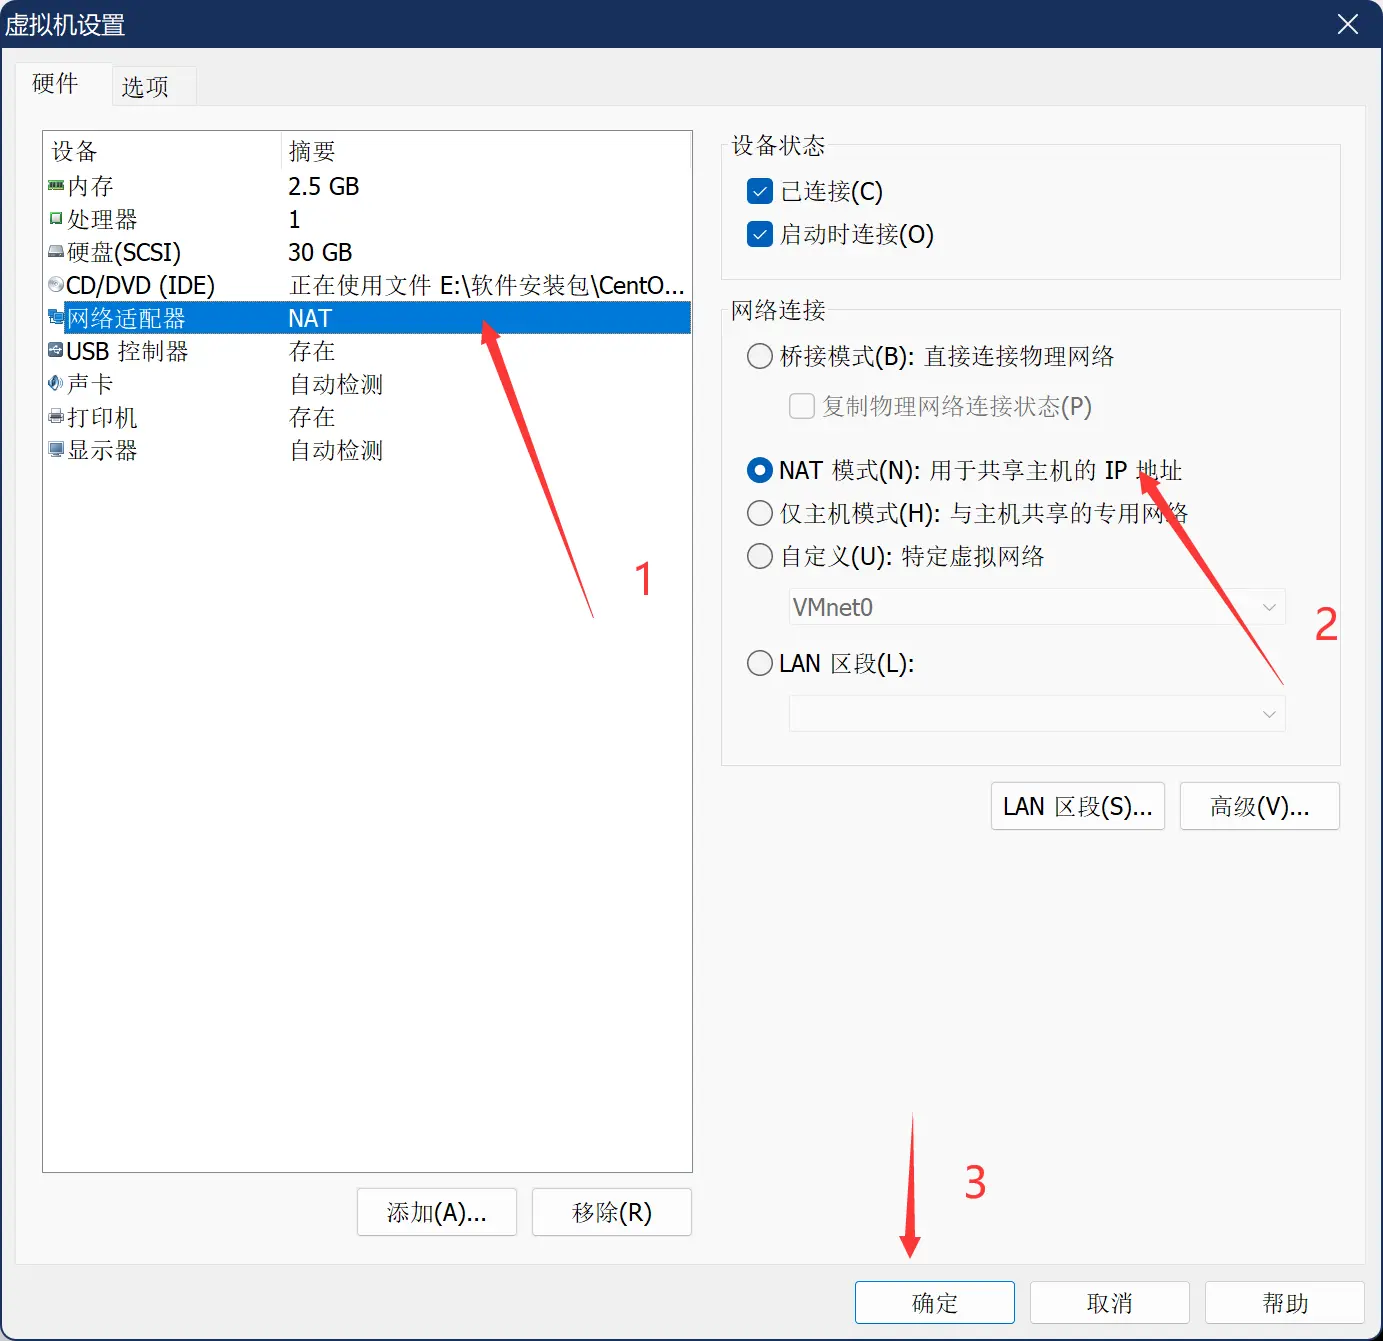 虚拟机设置
硬件
选项
设备 摘要
内存 2.5 GB
处理器 1
硬盘(SCSI) 30 GB
CD/DVD (IDE) 正在使用文件 E:\软件安装包\CentO...
网络适配器 NAT
USB 控制器 存在
声卡 自动检测
打印机 存在
显示器 自动检测
1
添加(A)...
移除(R)
设备状态
已连接(C)
启动时连接(O)
网络连接
桥接模式(B): 直接连接物理网络
复制物理网络连接状态(P)
NAT 模式(N): 用于共享主机的 IP 地址
仅主机模式(H): 与主机共享的专用网络
自定义(U): 特定虚拟网络
VMnet0
2
LAN 区段(L):
LAN 区段(S)...
高级(V)...
3
确定
取消
帮助